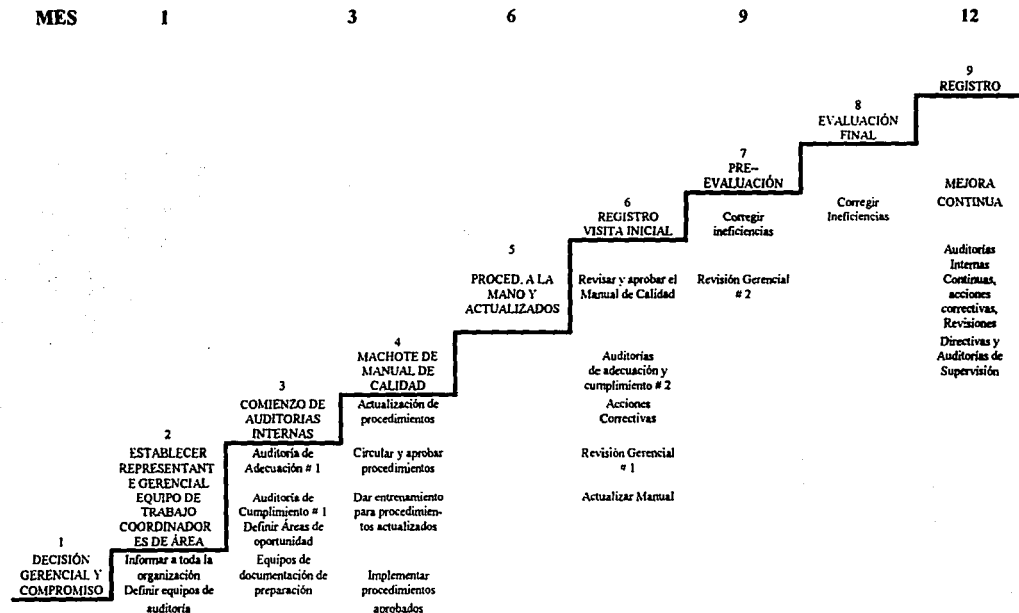 MES 1 3 6 9 12
9
REGISTRO
MEJORA
CONTINUA
Auditorías
Internas
Continuas,
acciones
correctivas,
Revisiones
Directivas y
Auditorías de
Supervisión
8
EVALUACIÓN
FINAL
Corregir
Ineficiencias
7
PRE-
EVALUACIÓN
Corregir
ineficiencias
Revisión Gerencial
# 2
6
REGISTRO
VISITA INICIAL
Revisar y aprobar el
Manual de Calidad
Auditorías
de adecuación y
cumplimiento # 2
Acciones
Correctivas
Revisión Gerencial
# 1
Actualizar Manual
5
PROCED. A LA
MANO Y
ACTUALIZADOS
4
MACHOTE DE
MANUAL DE
CALIDAD
Actualización de
procedimientos
Circular y aprobar
procedimientos
Dar entrenamiento
para procedimien-
tos actualizados
Implementar
procedimientos
aprobados
3
COMIENZO DE
AUDITORIAS
INTERNAS
Auditoría de
Adecuación # 1
Auditoría de
Cumplimiento # 1
Definir Áreas de
oportunidad
Equipos de
documentación de
preparación
2
ESTABLECER
REPRESENTANT
E GERENCIAL
EQUIPO DE
TRABAJO
COORDINADOR
ES DE ÁREA
Informar a toda la
organización
Definir equipos de
auditoría
1
DECISIÓN
GERENCIAL Y
COMPROMISO